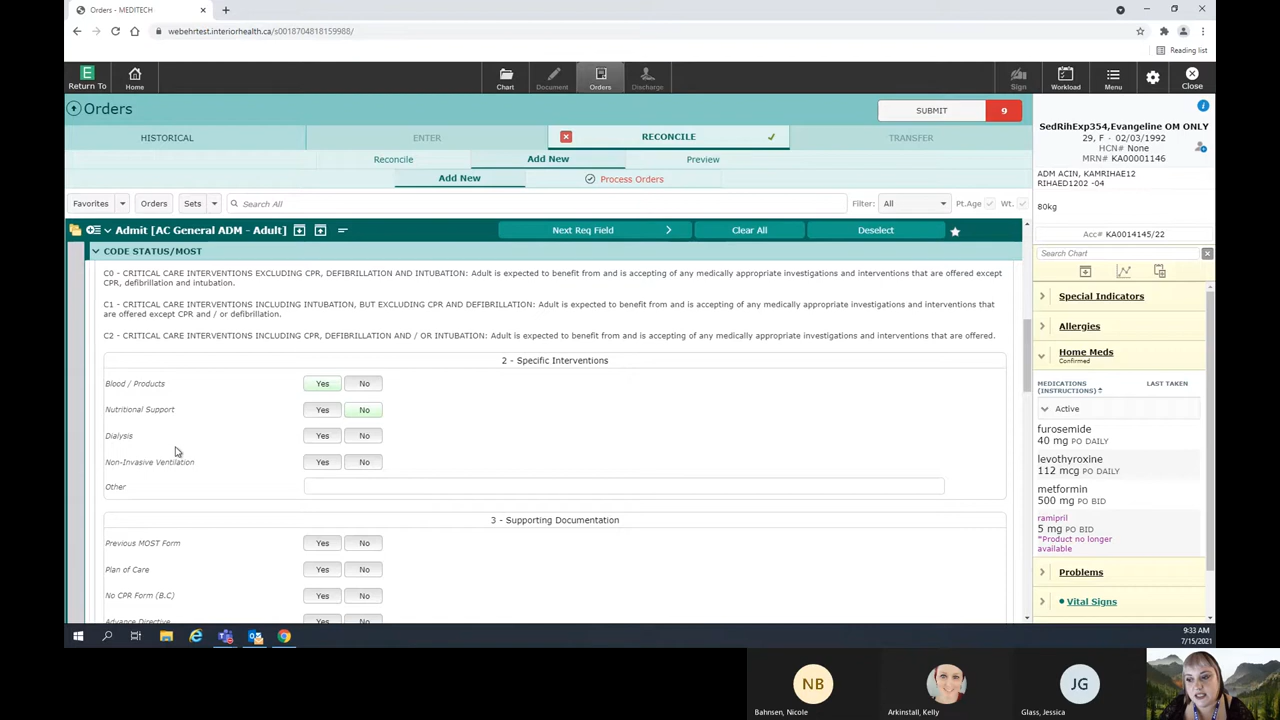 Orders - MEDITECH
webehrtest.interiorhealth.ca/s0018704818159988/
Reading list
E
Return To
Home
Chart
Document
Orders
Discharge
Sign
Workload
Menu
Close
Orders
SUBMIT
9
HISTORICAL
ENTER
RECONCILE
TRANSFER
Reconcile
Add New
Preview
Add New
Process Orders
Favorites
Orders
Sets
Search All
Filter:
All
Pt.Age
Wt.
Admit [AC General ADM - Adult]
Next Req Field
Clear All
Deselect
CODE STATUS/MOST
C0 - CRITICAL CARE INTERVENTIONS EXCLUDING CPR, DEFIBRILLATION AND INTUBATION: Adult is expected to benefit from and is accepting of any medically appropriate investigations and interventions that are offered except
CPR, defibrillation and intubation.
C1 - CRITICAL CARE INTERVENTIONS INCLUDING INTUBATION, BUT EXCLUDING CPR AND DEFIBRILLATION: Adult is expected to benefit from and is accepting of any medically appropriate investigations and interventions that
are offered except CPR and / or defibrillation.
C2 - CRITICAL CARE INTERVENTIONS INCLUDING CPR, DEFIBRILLATION AND / OR INTUBATION: Adult is expected to benefit from and is accepting of any medically appropriate investigations and interventions that are offered.
2 - Specific Interventions
Blood / Products
Yes
No
Nutritional Support
Yes
No
Dialysis
Yes
No
Non-Invasive Ventilation
Yes
No
Other
3 - Supporting Documentation
Previous MOST Form
Yes
No
Plan of Care
Yes
No
No CPR Form (B.C)
Yes
No
Advance Directive
Yes
No
SedRihExp354,Evangeline OM ONLY
29, F - 02/03/1992
HCN# None
MRN# KA00001146
ADM ACIN, KAMRIHAE12
RIHAED1202 -04
80kg
Acc# KA0014145/22
Search Chart
Special Indicators
Allergies
Home Meds
Confirmed
MEDICATIONS
(INSTRUCTIONS)
LAST TAKEN
Active
furosemide
40 mg PO DAILY
levothyroxine
112 mcg PO DAILY
metformin
500 mg PO BID
ramipril
5 mg PO BID
*Product no longer
available
Problems
Vital Signs
9:33 AM
7/15/2021
NB
Bahnsen, Nicole
Arkinstall, Kelly
JG
Glass, Jessica